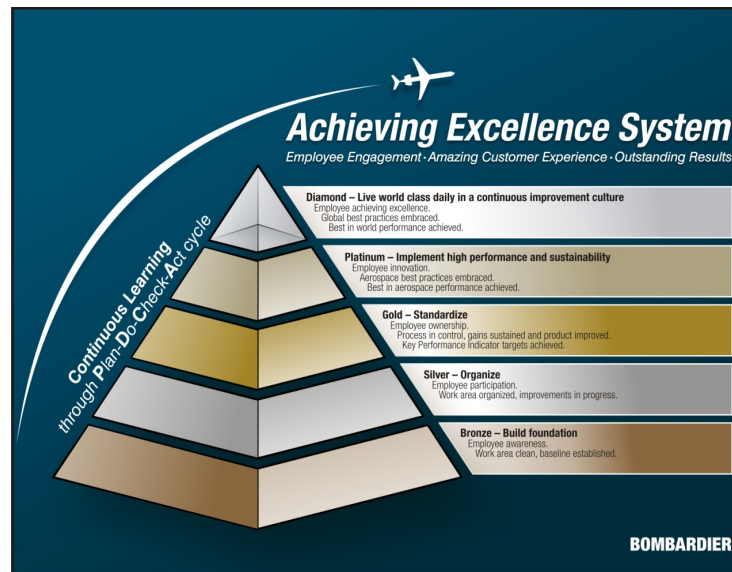 Achieving Excellence System
Employee Engagement · Amazing Customer Experience · Outstanding Results
Continuous Learning
through Plan-Do-Check-Act cycle
Diamond – Live world class daily in a continuous improvement culture
Employee achieving excellence.
Global best practices embraced.
Best in world performance achieved.
Platinum – Implement high performance and sustainability
Employee innovation.
Aerospace best practices embraced.
Best in aerospace performance achieved.
Gold – Standardize
Employee ownership.
Process in control, gains sustained and product improved.
Key Performance Indicator targets achieved.
Silver – Organize
Employee participation.
Work area organized, improvements in progress.
Bronze – Build foundation
Employee awareness.
Work area clean, baseline established.
BOMBARDIER